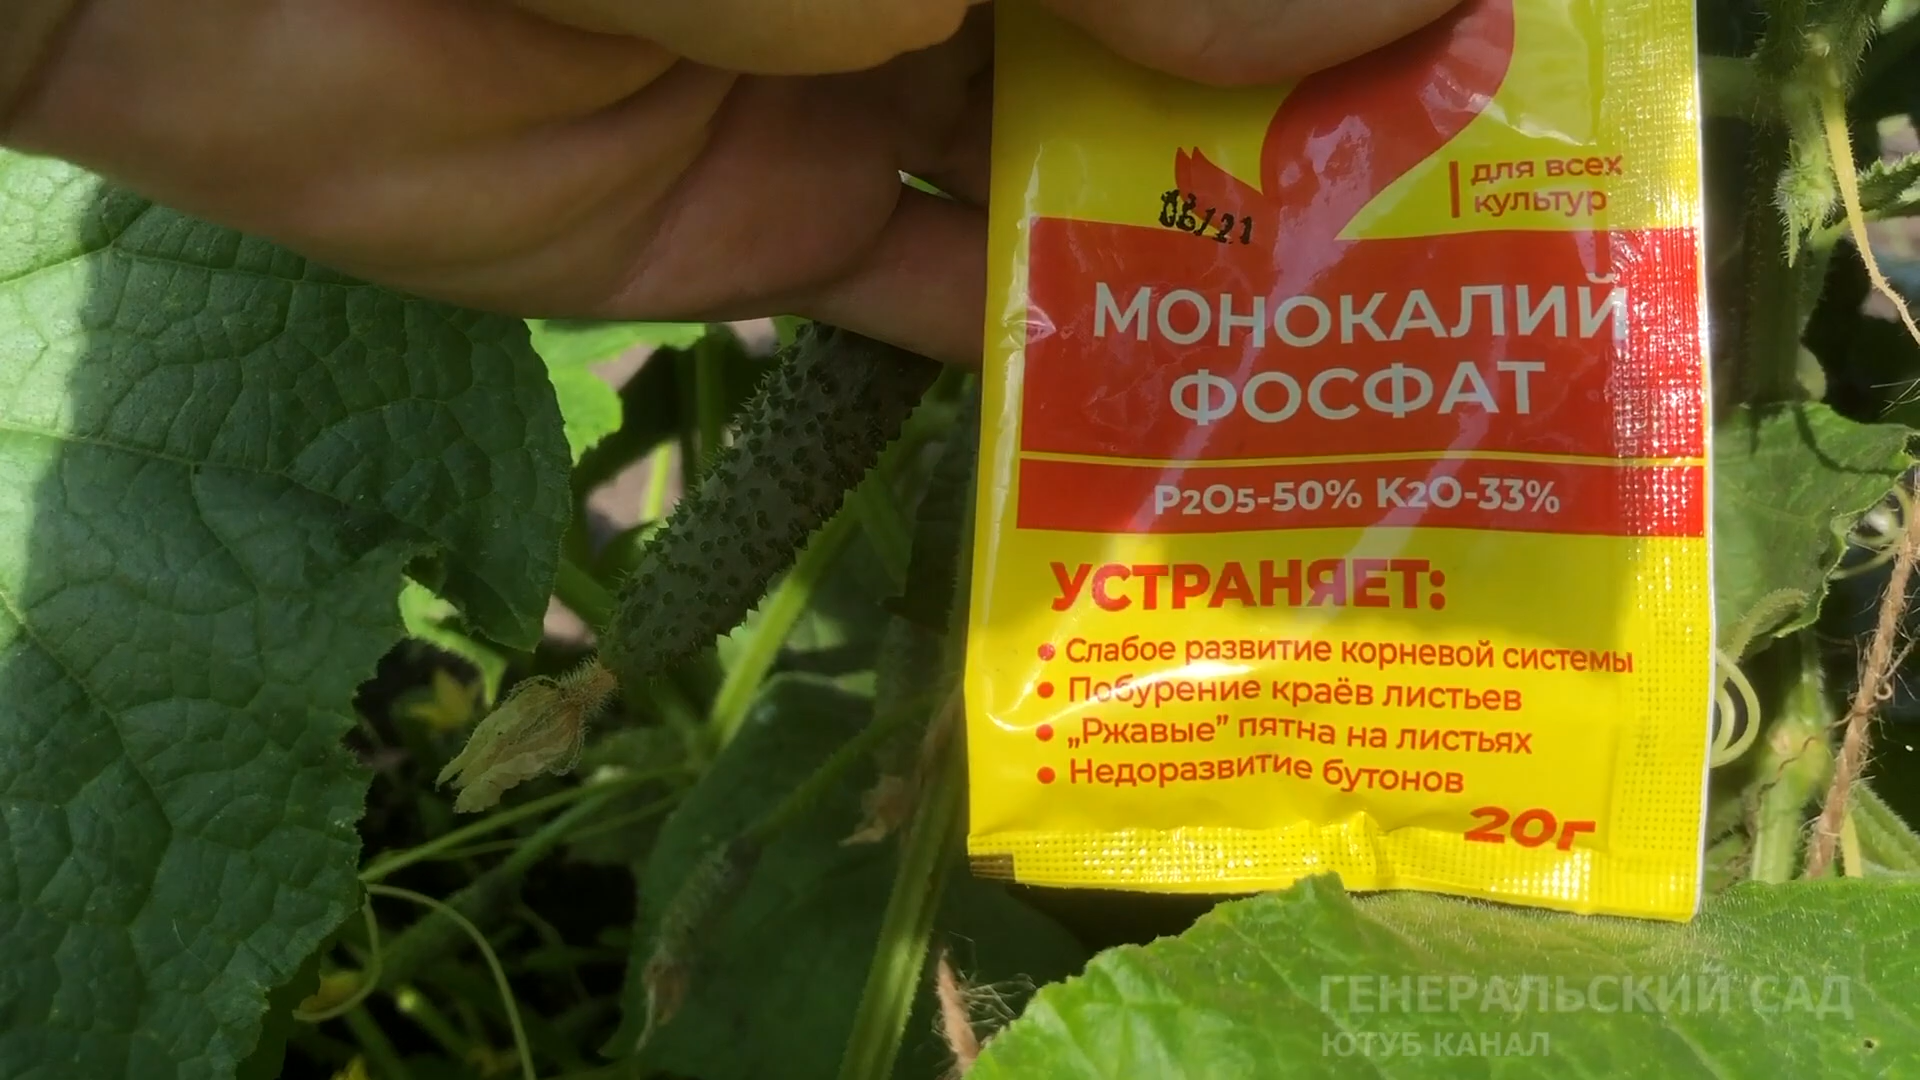 для всех
культур
08/21
МОНОКАЛИЙ
ФОСФАТ
P2O5-50% K2O-33%
УСТРАНЯЕТ:
• Слабое развитие корневой системы
• Побурение краёв листьев
• „Ржавые” пятна на листьях
• Недоразвитие бутонов
20г
ГЕНЕРАЛЬСКИЙ САД
ЮТУБ КАНАЛ